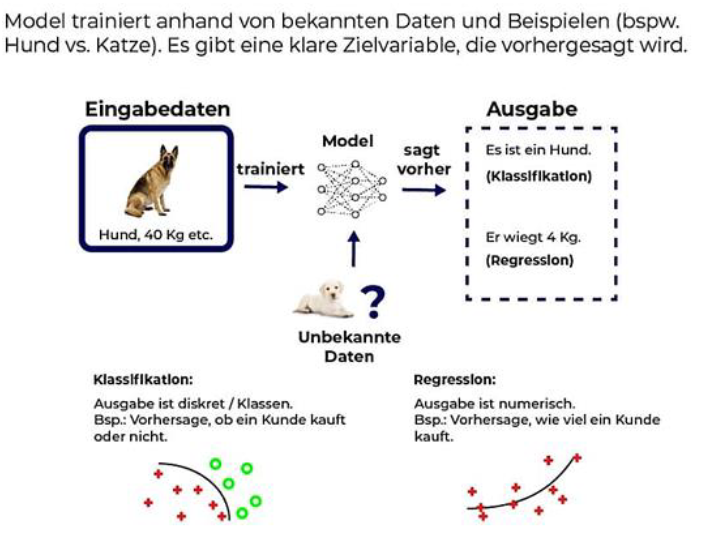 Model trainiert anhand von bekannten Daten und Beispielen (bspw.
Hund vs. Katze). Es gibt eine klare Zielvariable, die vorhergesagt wird.
Eingabedaten
Hund, 40 Kg etc.
trainiert
Model
sagt
vorher
Ausgabe
Es ist ein Hund.
(Klassifikation)
Er wiegt 4 Kg.
(Regression)
?
Unbekannte
Daten
Klassifikation:
Ausgabe ist diskret / Klassen.
Bsp.: Vorhersage, ob ein Kunde kauft
oder nicht.
Regression:
Ausgabe ist numerisch.
Bsp.: Vorhersage, wie viel ein Kunde
kauft.